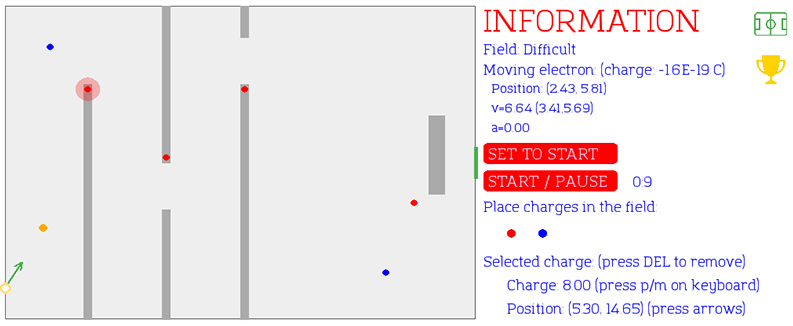 INFORMATION
Field: Difficult
Moving electron: (charge: -1.6E-19 C)
Position: (2.43, 5.81)
v=6.64 (3.41,5.69)
a=0.00
SET TO START
START / PAUSE 0:9
Place charges in the field:
Selected charge: (press DEL to remove)
Charge: 8.00 (press p/m on keyboard)
Position: (5.30, 14.65) (press arrows)